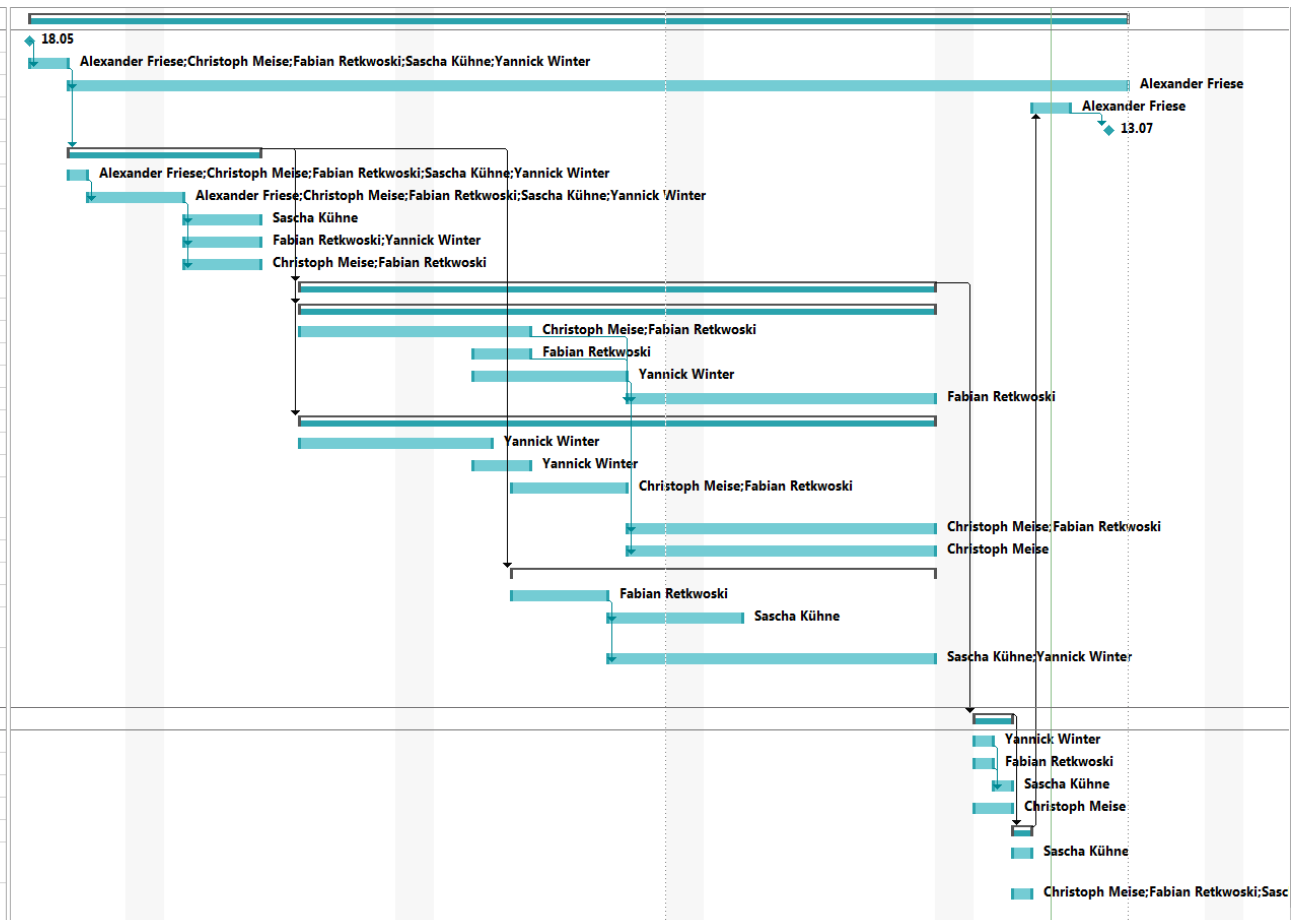 18.05
Alexander Friese;Christoph Meise;Fabian Retkwoski;Sascha Kühne;Yannick Winter
Alexander Friese
Alexander Friese
13.07
Alexander Friese;Christoph Meise;Fabian Retkwoski;Sascha Kühne;Yannick Winter
Alexander Friese;Christoph Meise;Fabian Retkwoski;Sascha Kühne;Yannick Winter
Sascha Kühne
Fabian Retkwoski;Yannick Winter
Christoph Meise;Fabian Retkwoski
Christoph Meise;Fabian Retkwoski
Fabian Retkwoski
Yannick Winter
Fabian Retkwoski
Yannick Winter
Yannick Winter
Christoph Meise;Fabian Retkwoski
Christoph Meise;Fabian Retkwoski
Christoph Meise
Fabian Retkwoski
Sascha Kühne
Sascha Kühne;Yannick Winter
Yannick Winter
Fabian Retkwoski
Sascha Kühne
Christoph Meise
Sascha Kühne
Christoph Meise;Fabian Retkwoski;Sasc